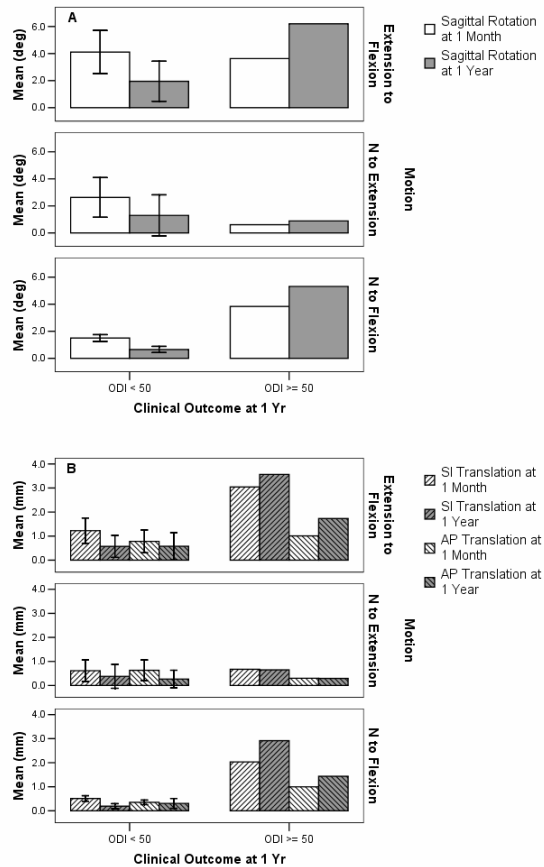 A
Mean (deg)
6.0
4.0
2.0
0.0
Extension to
Flexion
Mean (deg)
6.0
4.0
2.0
0.0
N to Extension
Mean (deg)
6.0
4.0
2.0
0.0
N to Flexion
Motion
ODI < 50
ODI >= 50
Clinical Outcome at 1 Yr
Sagittal Rotation
at 1 Month
Sagittal Rotation
at 1 Year
B
Mean (mm)
4.0
3.0
2.0
1.0
0.0
Extension to
Flexion
Mean (mm)
4.0
3.0
2.0
1.0
0.0
N to Extension
Mean (mm)
4.0
3.0
2.0
1.0
0.0
N to Flexion
Motion
ODI < 50
ODI >= 50
Clinical Outcome at 1 Yr
SI Translation at
1 Month
SI Translation at
1 Year
AP Translation at
1 Month
AP Translation at
1 Year